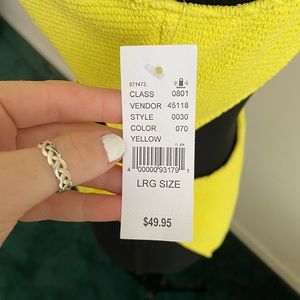 571473
CLASS 0801
VENDOR 45118
STYLE 0030
COLOR 070
YELLOW
4 00000 93179 1
LRG SIZE
$49.95